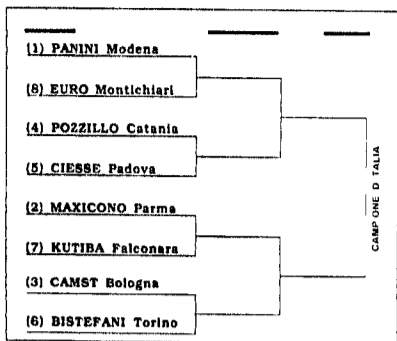 (1) PANINI Modena
(8) EURO Montichiari
(4) POZZILLO Catania
(5) CIESSE Padova
(2) MAXICONO Parma
(7) KUTIBA Falconara
(3) CAMST Bologna
(6) BISTEFANI Torino
CAMP ONE D TALIA